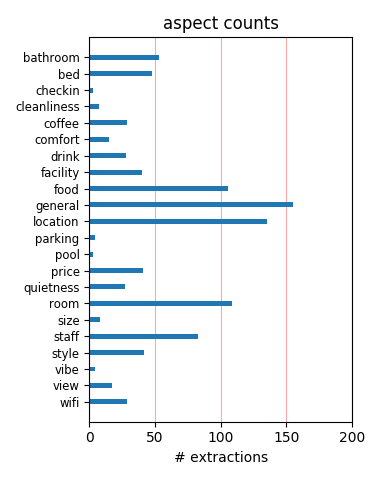 aspect counts
bathroom
bed
checkin
cleanliness
coffee
comfort
drink
facility
food
general
location
parking
pool
price
quietness
room
size
staff
style
vibe
view
wifi
0 50 100 150 200
# extractions